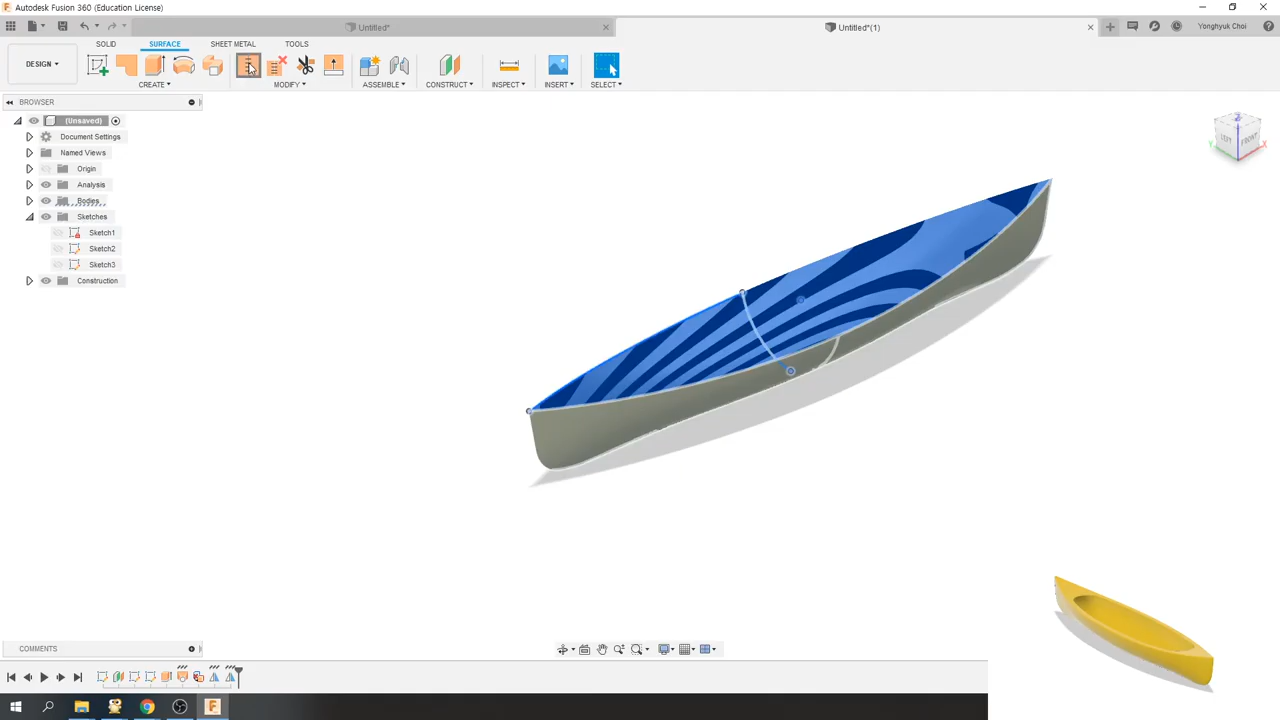 Autodesk Fusion 360 (Education License)
Untitled*
Untitled*(1)
Yonghyuk Choi
SOLID
SURFACE
SHEET METAL
TOOLS
DESIGN
CREATE
MODIFY
ASSEMBLE
CONSTRUCT
INSPECT
INSERT
SELECT
BROWSER
(Unsaved)
Document Settings
Named Views
Origin
Analysis
Bodies
Sketches
Sketch1
Sketch2
Sketch3
Construction
LEFT
FRONT
Z
Y
X
COMMENTS